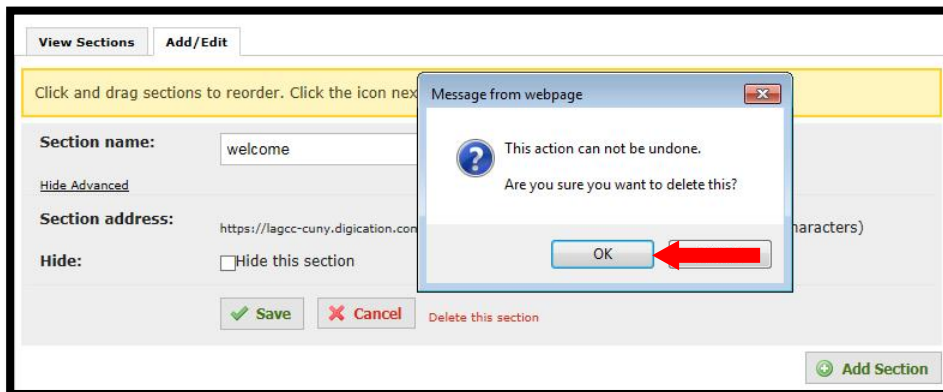 View Sections Add/Edit
Click and drag sections to reorder. Click the icon nex
Message from webpage
This action can not be undone.
Are you sure you want to delete this?
OK
Section name: welcome
Hide Advanced
Section address: https://lagcc-cuny.digication.com haracters)
Hide: Hide this section
Save Cancel Delete this section
Add Section